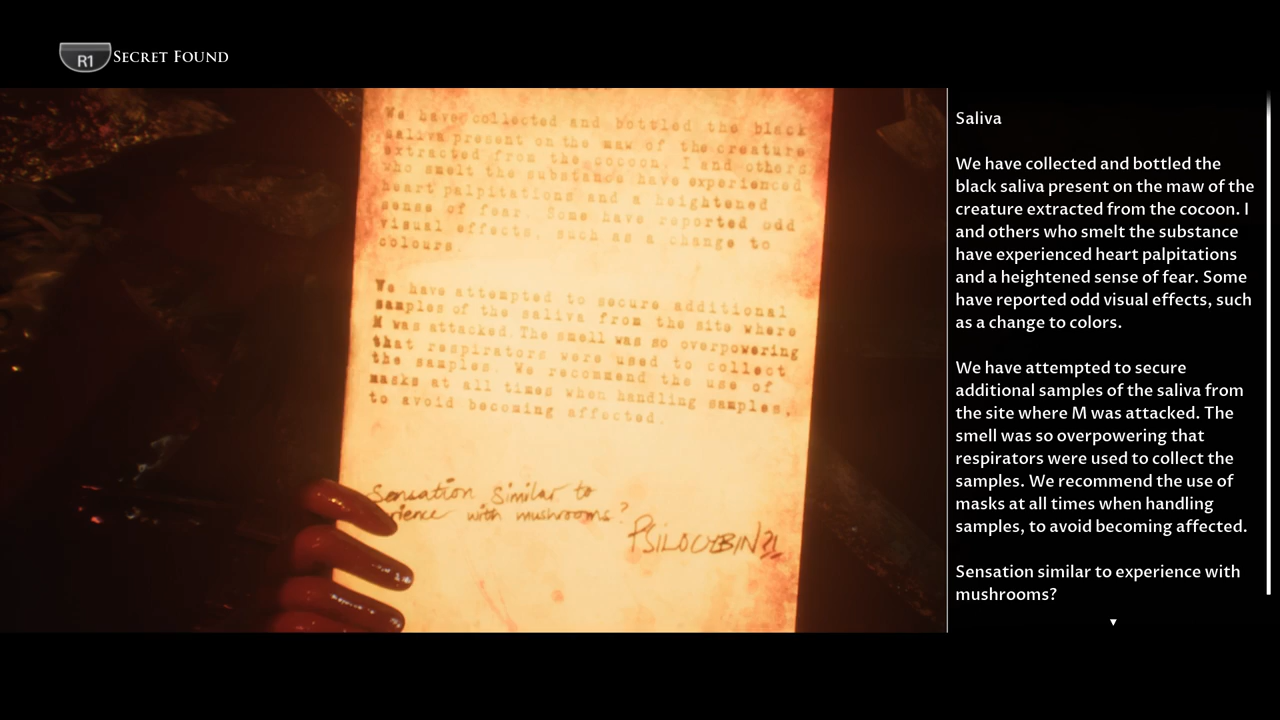 R1 SECRET FOUND
We have collected and bottled the black
saliva present on the maw of the creature
extracted from the cocoon. I and others
who smelt the substance have experienced
heart palpitations and a heightened
sense of fear. Some have reported odd
visual effects, such as a change to
colours.
We have attempted to secure additional
samples of the saliva from the site where
M was attacked. The smell was so overpowering
that respirators were used to collect
the samples. We recommend the use of
masks at all times when handling samples,
to avoid becoming affected.
Sensation similar to
erience with mushrooms?
PSILOCYBIN?!
Saliva
We have collected and bottled the
black saliva present on the maw of the
creature extracted from the cocoon. I
and others who smelt the substance
have experienced heart palpitations
and a heightened sense of fear. Some
have reported odd visual effects, such
as a change to colors.
We have attempted to secure
additional samples of the saliva from
the site where M was attacked. The
smell was so overpowering that
respirators were used to collect the
samples. We recommend the use of
masks at all times when handling
samples, to avoid becoming affected.
Sensation similar to experience with
mushrooms?